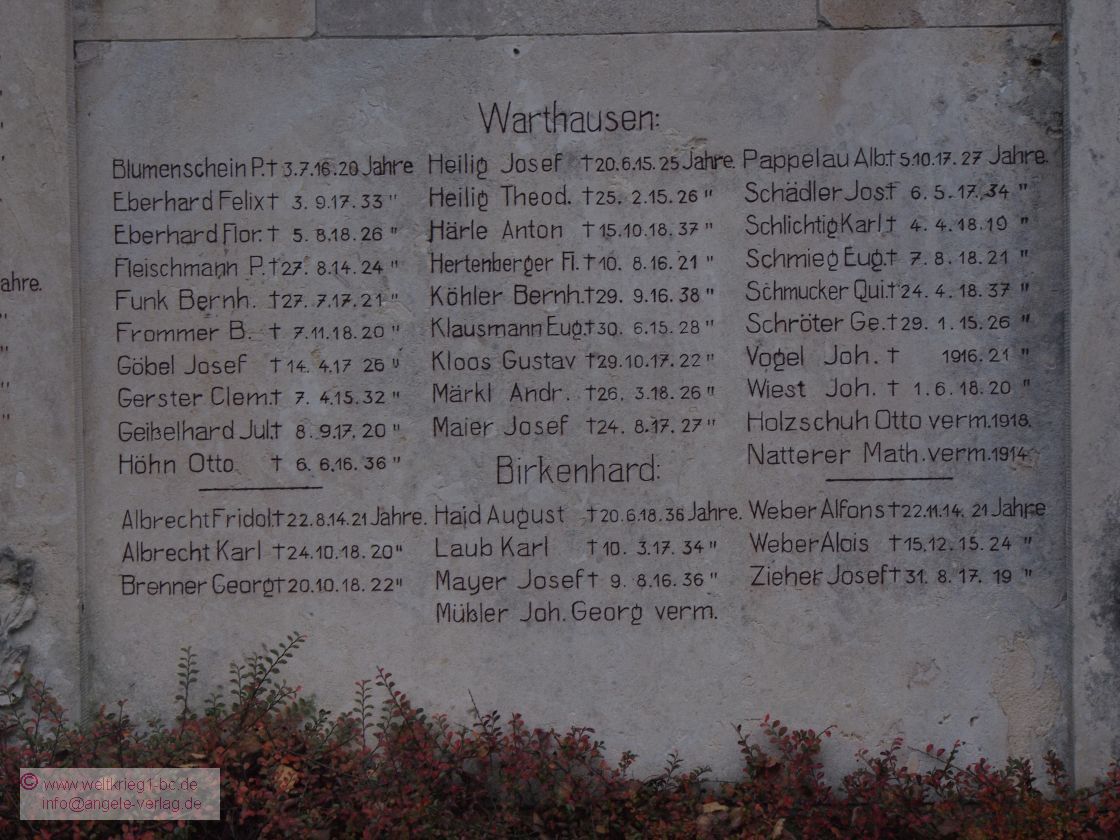 Warthausen:
Blumenschein P.† 3.7.16.20 Jahre
Eberhard Felix† 3. 9.17. 33 "
Eberhard Flor.† 5. 8.18. 26 "
Fleischmann P.†27. 8.14. 24 "
Funk Bernh. †27. 7.17. 21 "
Frommer B. † 7.11.18. 20 "
Göbel Josef †14. 4.17 26 "
Gerster Clem.† 7. 4.15. 32 "
Geißelhard Jul.† 8. 9.17. 20 "
Höhn Otto † 6. 6.16. 36 "
Heilig Josef †20.6.15. 25 Jahre.
Heilig Theod. †25. 2.15. 26 "
Härle Anton †15.10.18. 37 "
Hertenberger Fl.†10. 8.16. 21 "
Köhler Bernh.†29. 9.16. 38 "
Klausmann Eug.†30. 6.15. 28 "
Kloos Gustav †29.10.17. 22 "
Märkl Andr. †26. 3.18. 26 "
Maier Josef †24. 8.17. 27 "
Pappelau Alb.†5.10.17. 27 Jahre.
Schädler Jos.† 6. 5.17. 34 "
Schlichtig Karl.† 4. 4.18. 19 "
Schmieg Eug.† 7. 8.18. 21 "
Schmucker Qui.†24. 4.18. 37 "
Schröter Ge.†29. 1.15. 26 "
Vogel Joh. † 1916. 21 "
Wiest Joh. † 1. 6.18. 20 "
Holzschuh Otto verm.1918.
Natterer Math. verm.1914.
Birkenhard:
Albrecht Fridol.†22.8.14.21 Jahre.
Albrecht Karl †24.10.18. 20 "
Brenner Georg†20.10.18. 22 "
Haid August †20.6.18. 36 Jahre.
Laub Karl †10. 3.17. 34 "
Mayer Josef† 9. 8.16. 36 "
Müßler Joh. Georg verm.
Weber Alfons†22.11.14. 21 Jahre
Weber Alois †15.12.15. 24 "
Zieher Josef†31. 8.17. 19 "
ahre.
© www.weltkrieg1-bc.de
info@angele-verlag.de